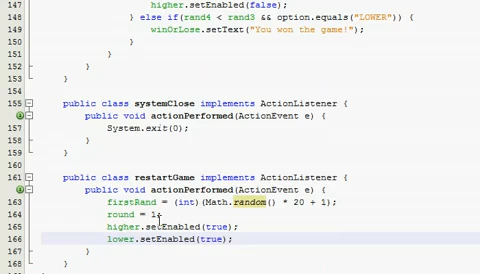 147 higher.setEnabled(false);
148 } else if(rand4 < rand3 && option.equals("LOWER")) {
149 winOrLose.setText("You won the game!");
150 }
151 }
152 }
153 }
154
155 public class systemClose implements ActionListener {
public void actionPerformed(ActionEvent e) {
157 System.exit(0);
158 }
159 }
160
161 public class restartGame implements ActionListener {
public void actionPerformed(ActionEvent e) {
163 firstRand = (int)(Math.random() * 20 + 1);
164 round = 1;
165 higher.setEnabled(true);
166 lower.setEnabled(true);
167 }
168 }